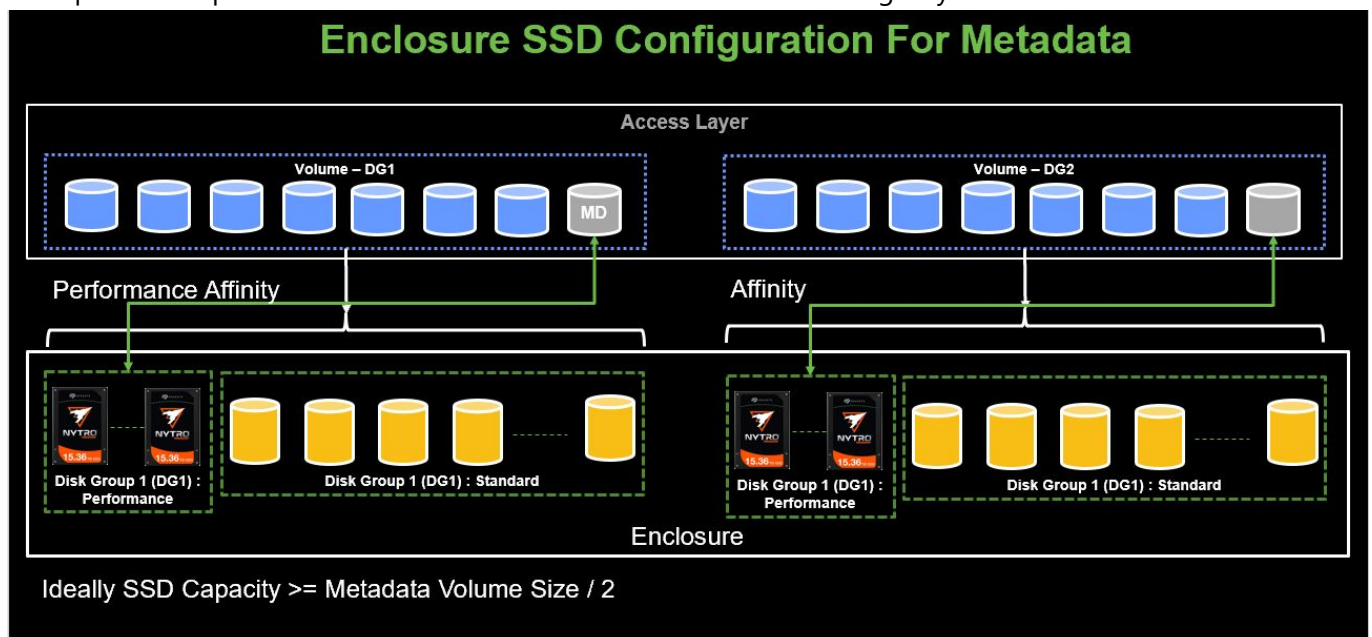 Enclosure SSD Configuration For Metadata
Access Layer
Volume – DG1
MD
Volume – DG2
Performance Affinity
Affinity
NYTRO
15.36
NYTRO
15.36
Disk Group 1 (DG1) :
Performance
Disk Group 1 (DG1) : Standard
NYTRO
15.36
NYTRO
15.36
Disk Group 1 (DG1) :
Performance
Disk Group 1 (DG1) : Standard
Enclosure
Ideally SSD Capacity >= Metadata Volume Size / 2